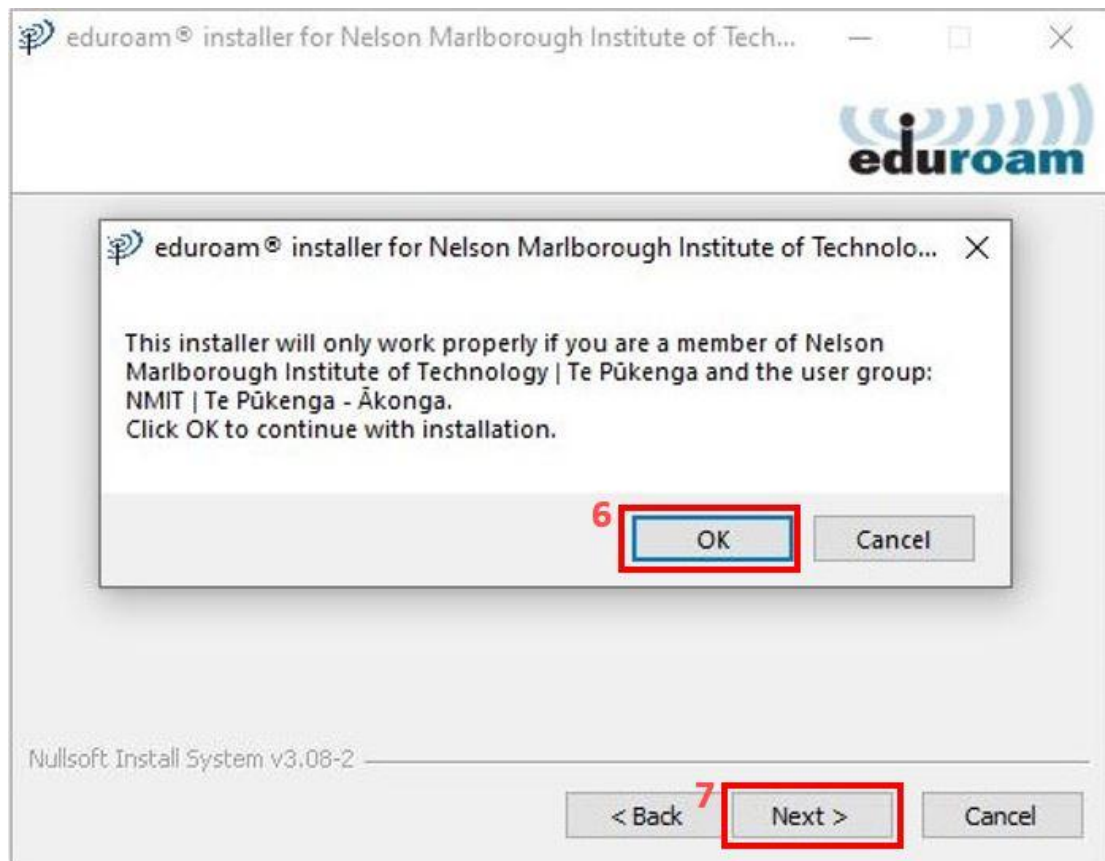 eduroam® installer for Nelson Marlborough Institute of Tech...
eduroam
eduroam® installer for Nelson Marlborough Institute of Technolo...
This installer will only work properly if you are a member of Nelson
Marlborough Institute of Technology | Te Pūkenga and the user group:
NMIT | Te Pūkenga - Ākonga.
Click OK to continue with installation.
6 OK Cancel
Nullsoft Install System v3.08-2
< Back 7 Next > Cancel